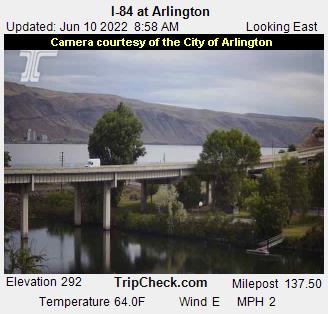 I-84 at Arlington
Updated: Jun 10 2022 8:58 AM Looking East
Camera courtesy of the City of Arlington
Elevation 292 TripCheck.com Milepost 137.50
Temperature 64.0F Wind E MPH 2